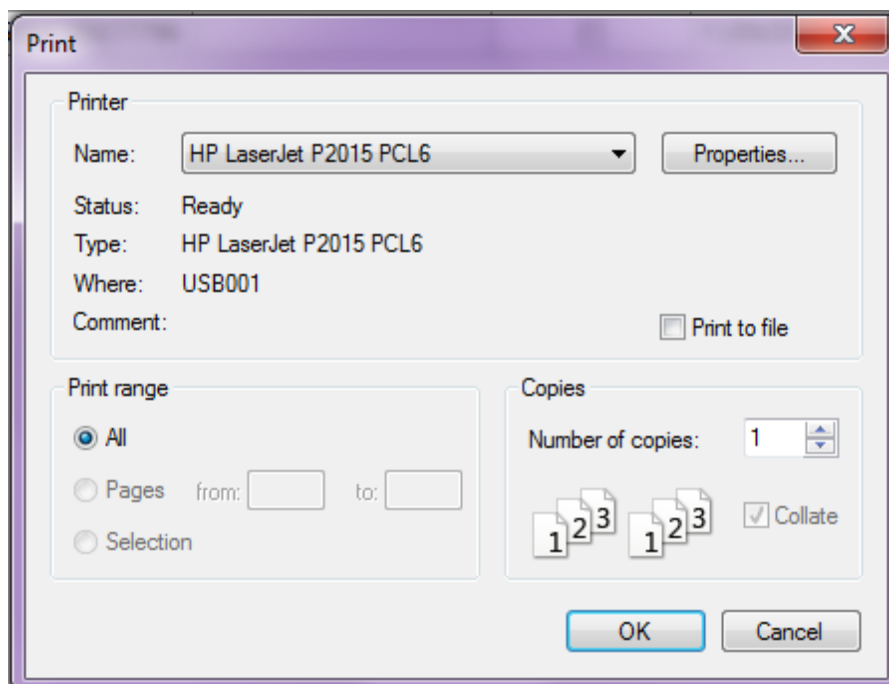 Print
Printer
Name: HP LaserJet P2015 PCL6 Properties...
Status: Ready
Type: HP LaserJet P2015 PCL6
Where: USB001
Comment:
Print to file
Print range
All
Pages from: to:
Selection
Copies
Number of copies: 1
1 2 3 1 2 3
Collate
OK Cancel